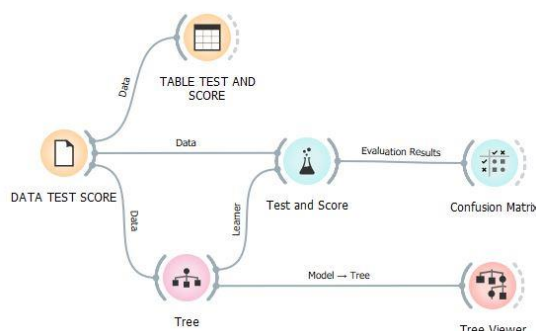 TABLE TEST AND
SCORE
Data
Data
Evaluation Results
DATA TEST SCORE
Test and Score
Confusion Matrix
Data
Learner
Model → Tree
Tree
Tree Viewer